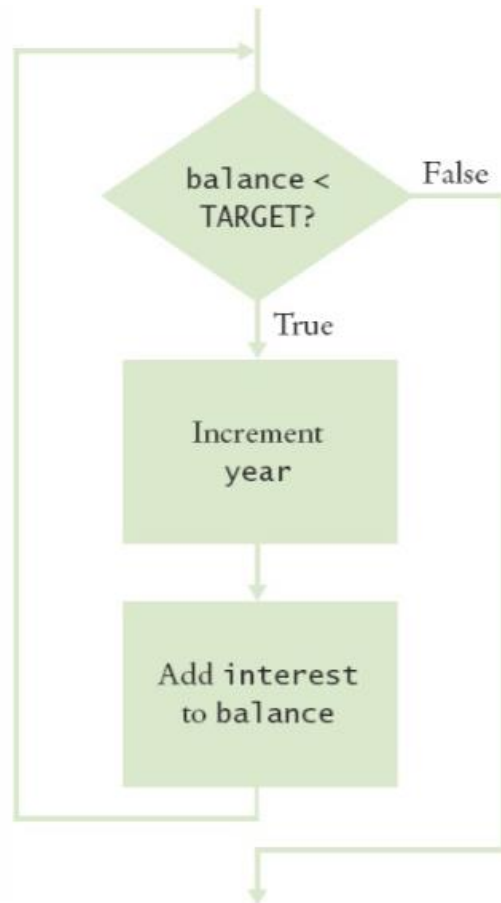 balance <
TARGET?
False
True
Increment
year
Add interest
to balance